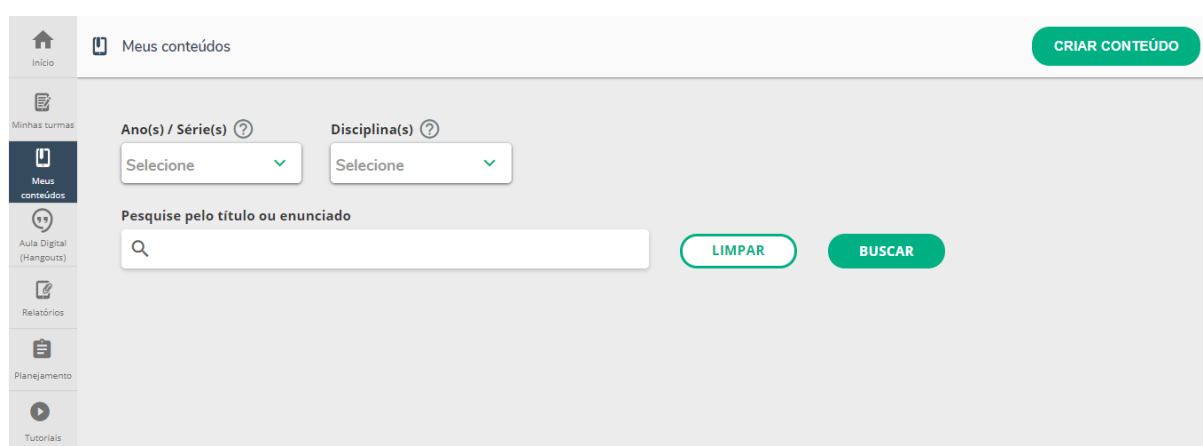 Início
Minhas turmas
Meus
conteúdos
Aula Digital
(Hangouts)
Relatórios
Planejamento
Tutoriais
Meus conteúdos
CRIAR CONTEÚDO
Ano(s) / Série(s) ?
Disciplina(s) ?
Selecione
Selecione
Pesquise pelo título ou enunciado
LIMPAR
BUSCAR